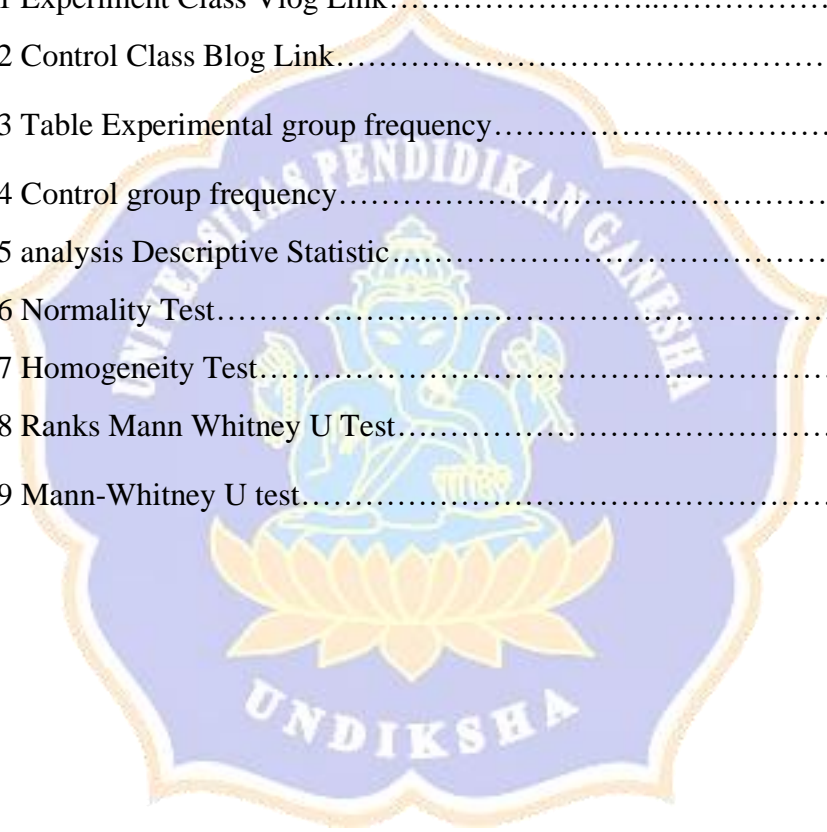 1 Experiment Class Vlog Link…………………..……………
2 Control Class Blog Link………………………………………
3 Table Experimental group frequency……………….…………
4 Control group frequency………………………………………
5 analysis Descriptive Statistic…………………………………
6 Normality Test…………………………………………………
7 Homogeneity Test………………………………………………
8 Ranks Mann Whitney U Test…………………………………
9 Mann-Whitney U test…………………………………………
UNIVERSITAS PENDIDIKAN GANESHA
UNDIKSHA